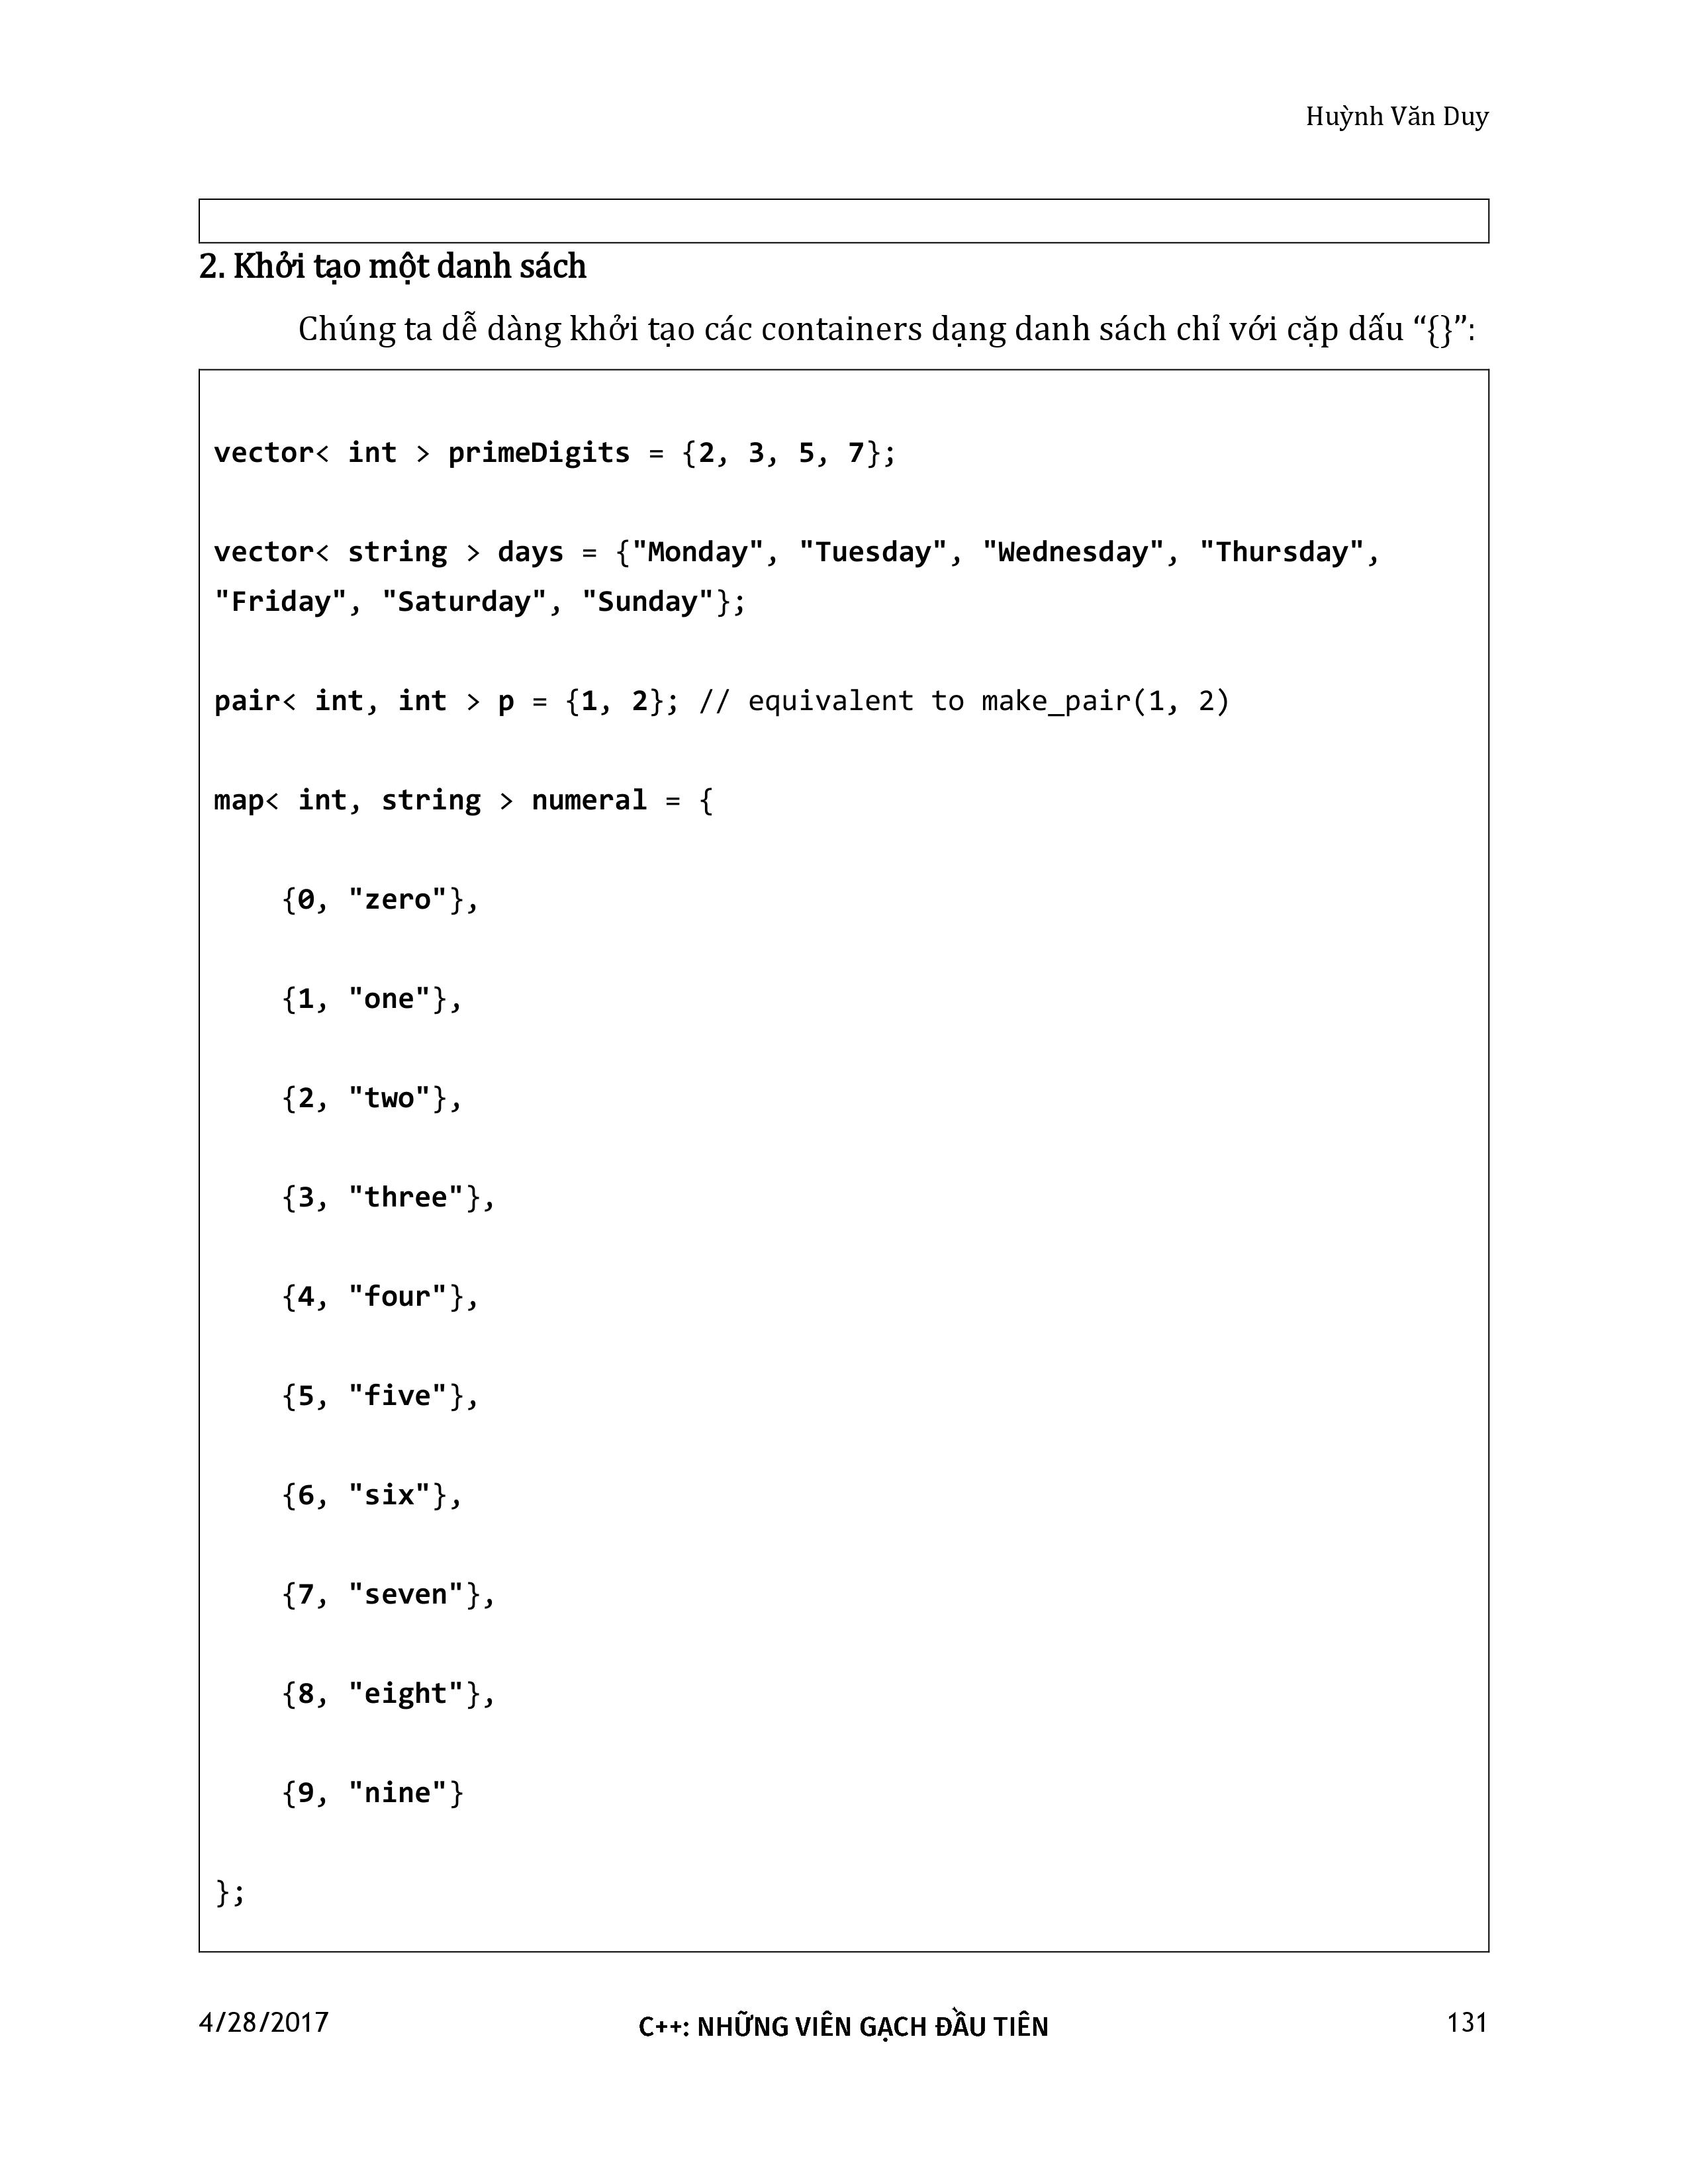 Huỳnh Văn Duy
2. Khởi tạo một danh sách
Chúng ta dễ dàng khởi tạo các containers dạng danh sách chỉ với cặp dấu “{}”:
vector< int > primeDigits = {2, 3, 5, 7};
vector< string > days = {"Monday", "Tuesday", "Wednesday", "Thursday",
"Friday", "Saturday", "Sunday"};
pair< int, int > p = {1, 2}; // equivalent to make_pair(1, 2)
map< int, string > numeral = {
    {0, "zero"},
    {1, "one"},
    {2, "two"},
    {3, "three"},
    {4, "four"},
    {5, "five"},
    {6, "six"},
    {7, "seven"},
    {8, "eight"},
    {9, "nine"}
};
4/28/2017 C++: NHỮNG VIÊN GẠCH ĐẦU TIÊN 131